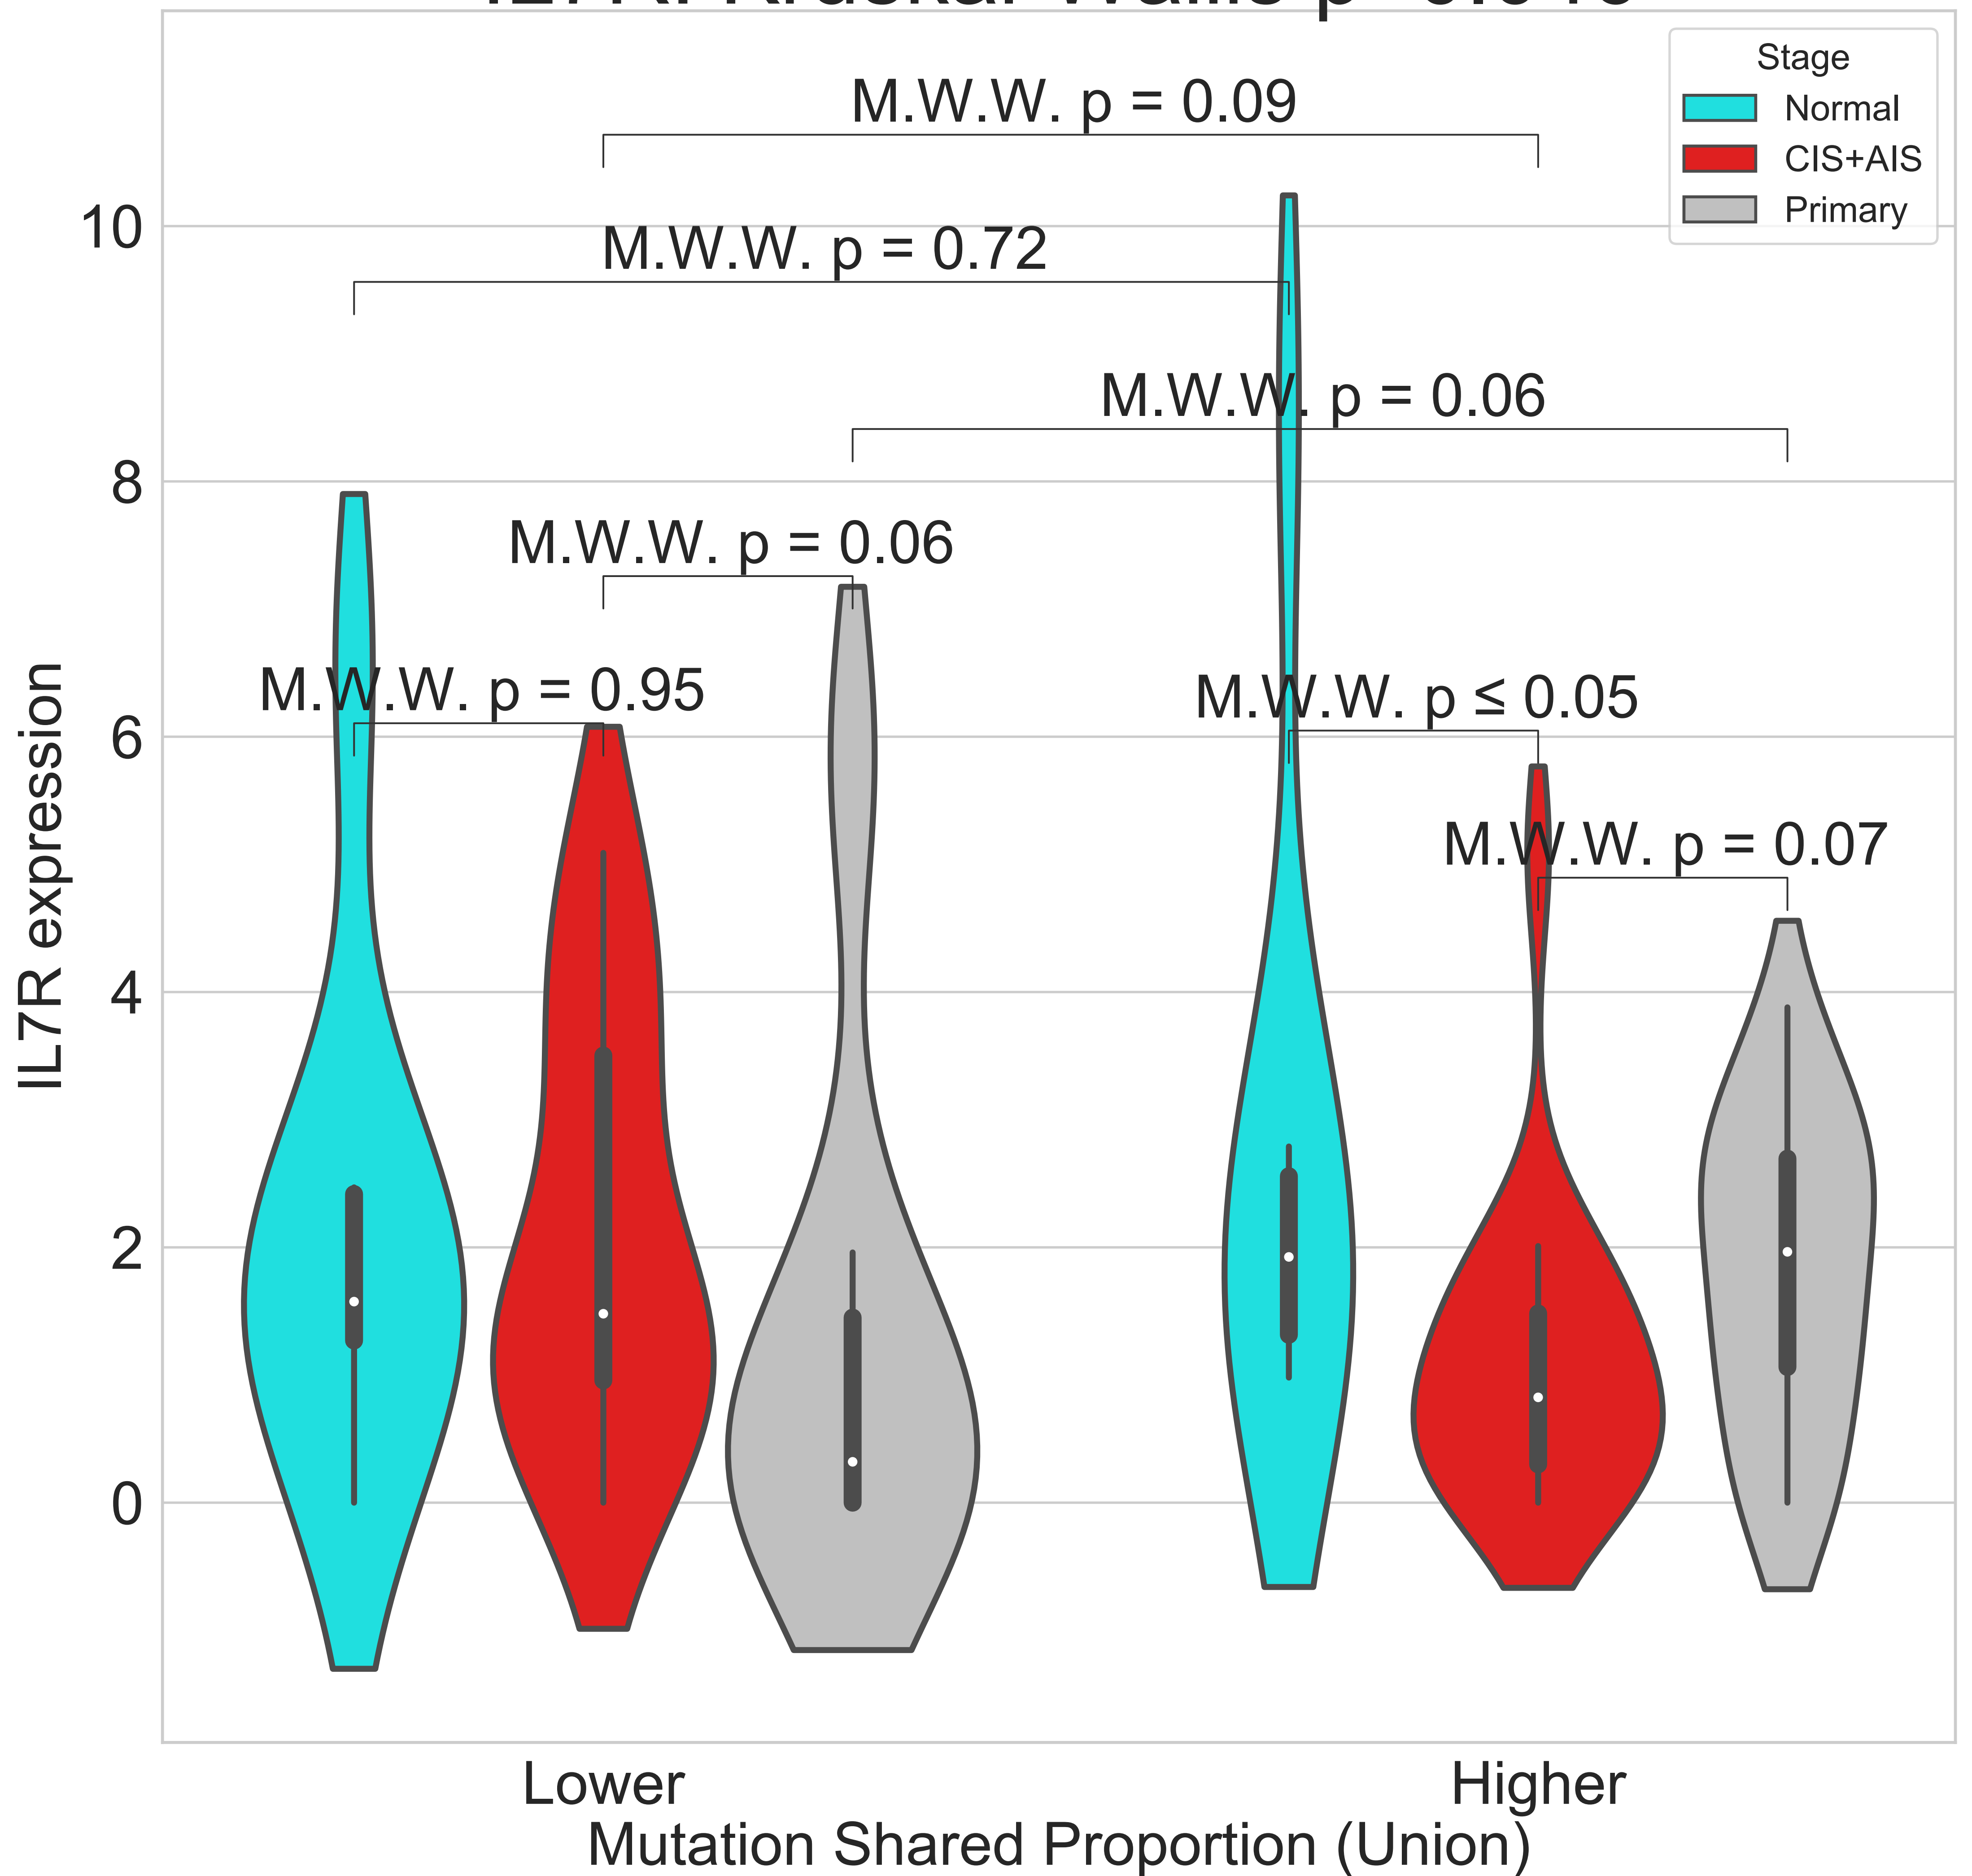 Stage
Normal
CIS+AIS
Primary
M.W.W. p = 0.09
M.W.W. p = 0.72
M.W.W. p = 0.06
M.W.W. p = 0.06
M.W.W. p = 0.95
M.W.W. p ≤ 0.05
M.W.W. p = 0.07
10
8
6
4
2
0
IL7R expression
Lower
Higher
Mutation Shared Proportion (Union)